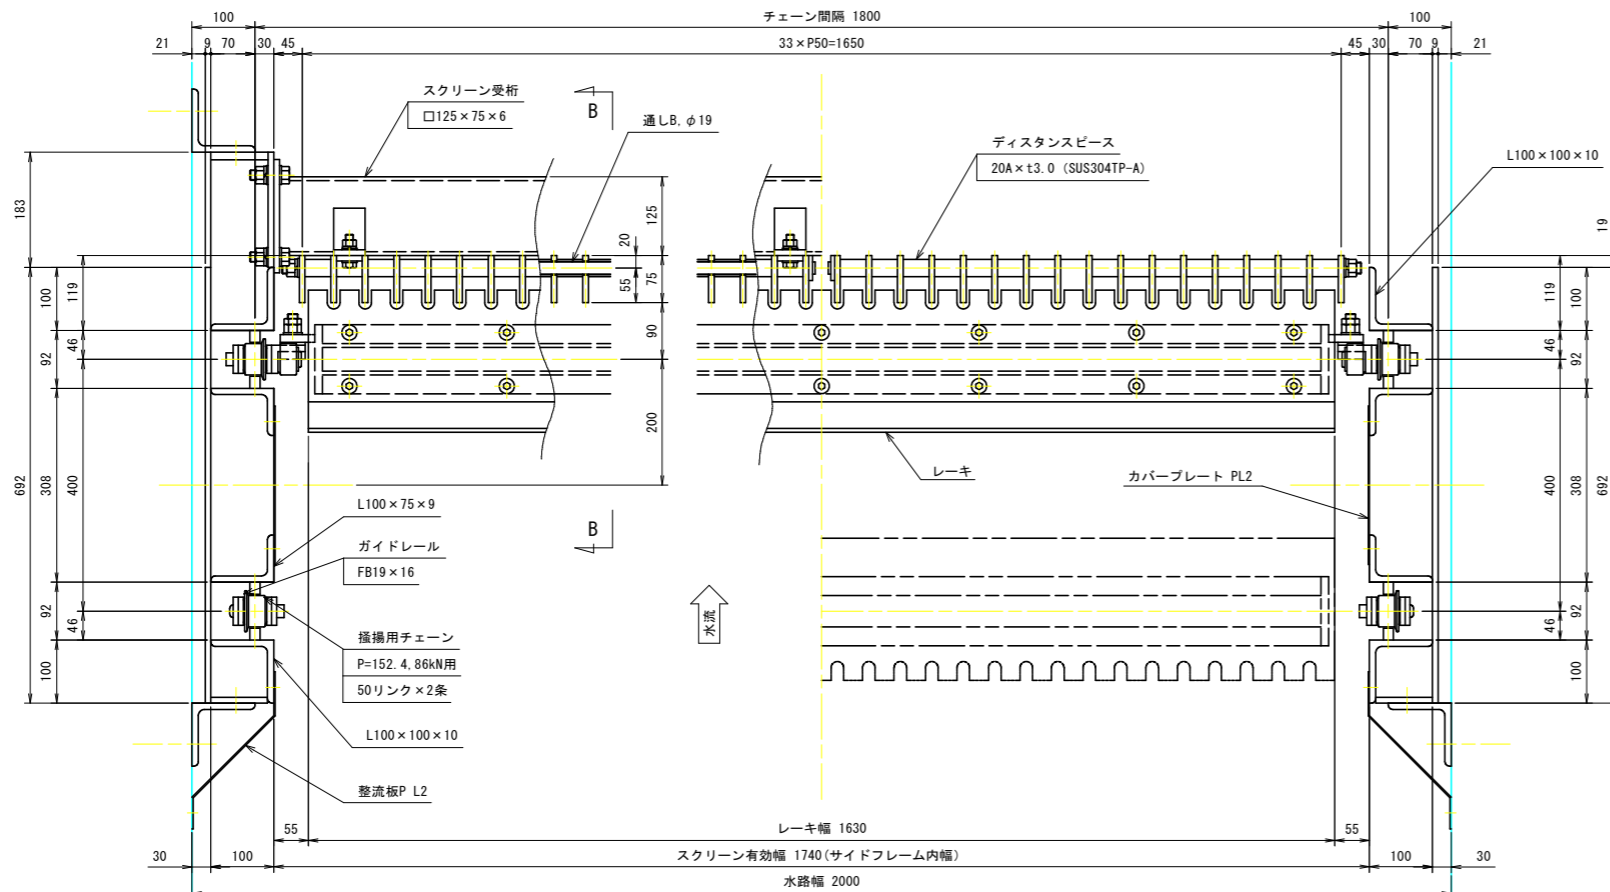 100
チェーン間隔 1800
100
21
9
70
30
45
33×P50=1650
45
30
70
9
21
スクリーン受桁
□125×75×6
B
通しB,φ19
ディスタンスピース
20A×t3.0 (SUS304TP-A)
L100×100×10
183
125
19
20
75
55
100
119
119
100
90
46
92
46
92
200
692
308
400
レーキ
カバープレート PL2
400
308
692
L100×75×9
B
ガイドレール
FB19×16
水流
92
46
92
46
掻揚用チェーン
P=152.4,86kN用
50リンク×2条
100
100
L100×100×10
整流板P L2
55
レーキ幅 1630
55
30
100
スクリーン有効幅 1740(サイドフレーム内幅)
100
30
水路幅 2000